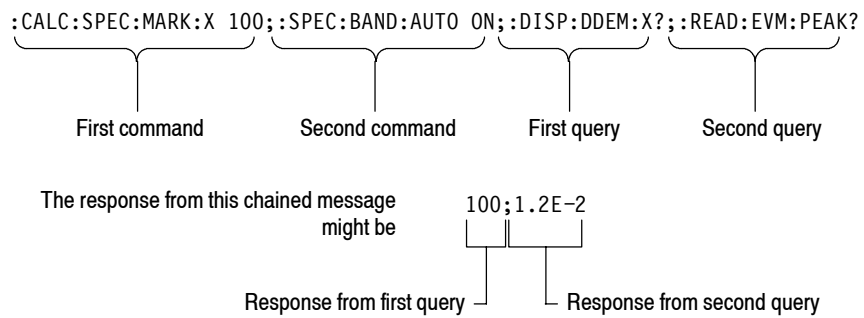 :CALC:SPEC:MARK:X 100;:SPEC:BAND:AUTO ON;:DISP:DDEM:X?;:READ:EVM:PEAK?
First command Second command First query Second query
The response from this chained message
might be
100;1.2E-2
Response from first query Response from second query